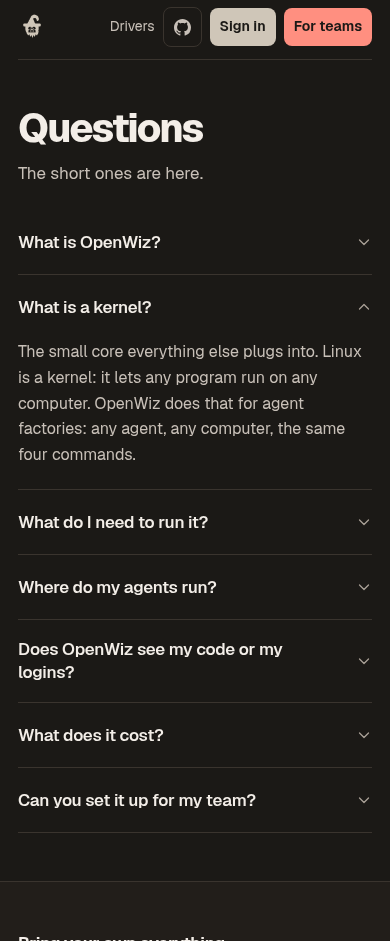 Drivers
Sign in
For teams
Questions
The short ones are here.
What is OpenWiz?
What is a kernel?
The small core everything else plugs into. Linux
is a kernel: it lets any program run on any
computer. OpenWiz does that for agent
factories: any agent, any computer, the same
four commands.
What do I need to run it?
Where do my agents run?
Does OpenWiz see my code or my
logins?
What does it cost?
Can you set it up for my team?
Bring your own everything